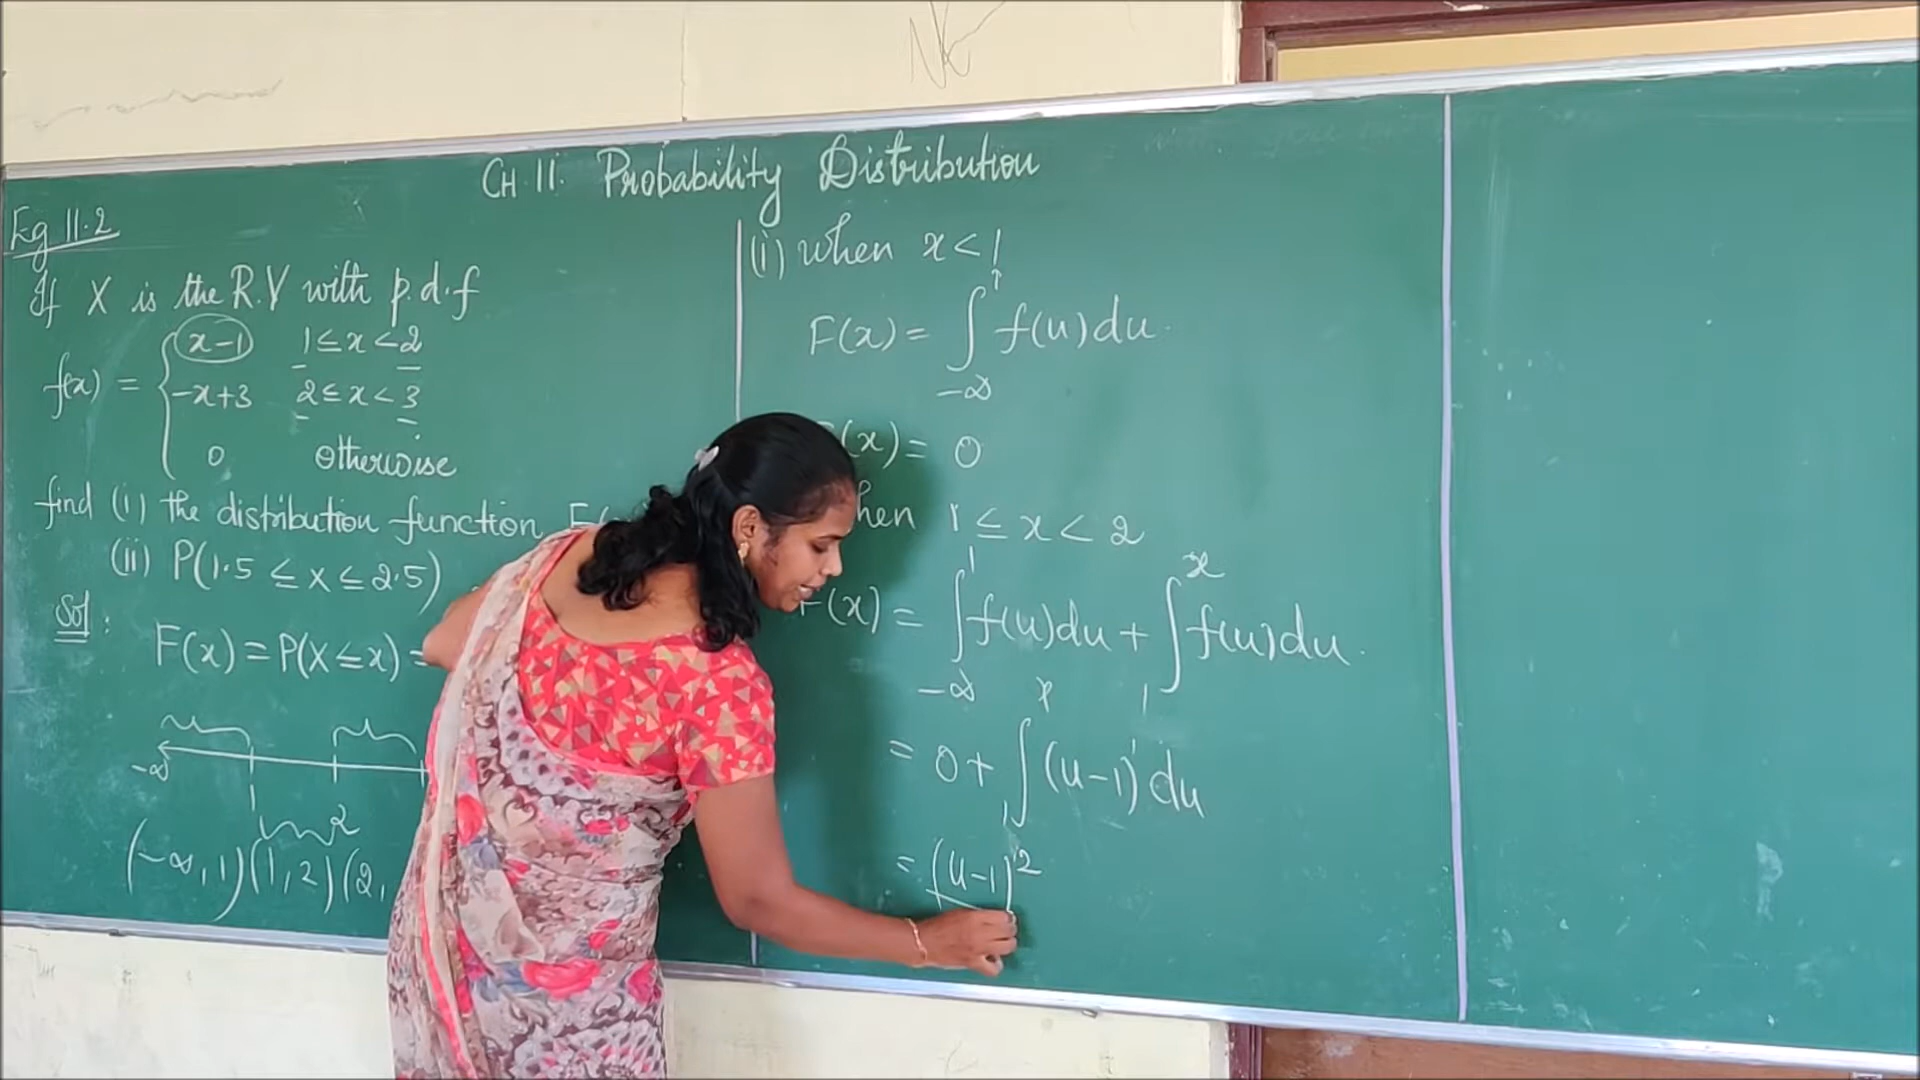 CH 11. Probability Distribution
Eg 11.2
If X is the R.V with p.d.f
f(x) = { x-1 1 ≤ x < 2
-x+3 2 ≤ x < 3
0 otherwise
find (i) the distribution function F(
(ii) P(1.5 ≤ x ≤ 2.5)
Sol :
F(x) = P(X ≤ x) =
-∞ 1 2
(-∞, 1)(1, 2)(2,
(i) when x < 1
F(x) = ∫_{-∞}^{1} f(u) du.
(x) = 0
hen 1 ≤ x < 2
F(x) = ∫_{-∞}^{1} f(u) du + ∫_{1}^{x} f(u) du.
= 0 + ∫_{1}^{x} (u-1)' du
= (u-1)^2